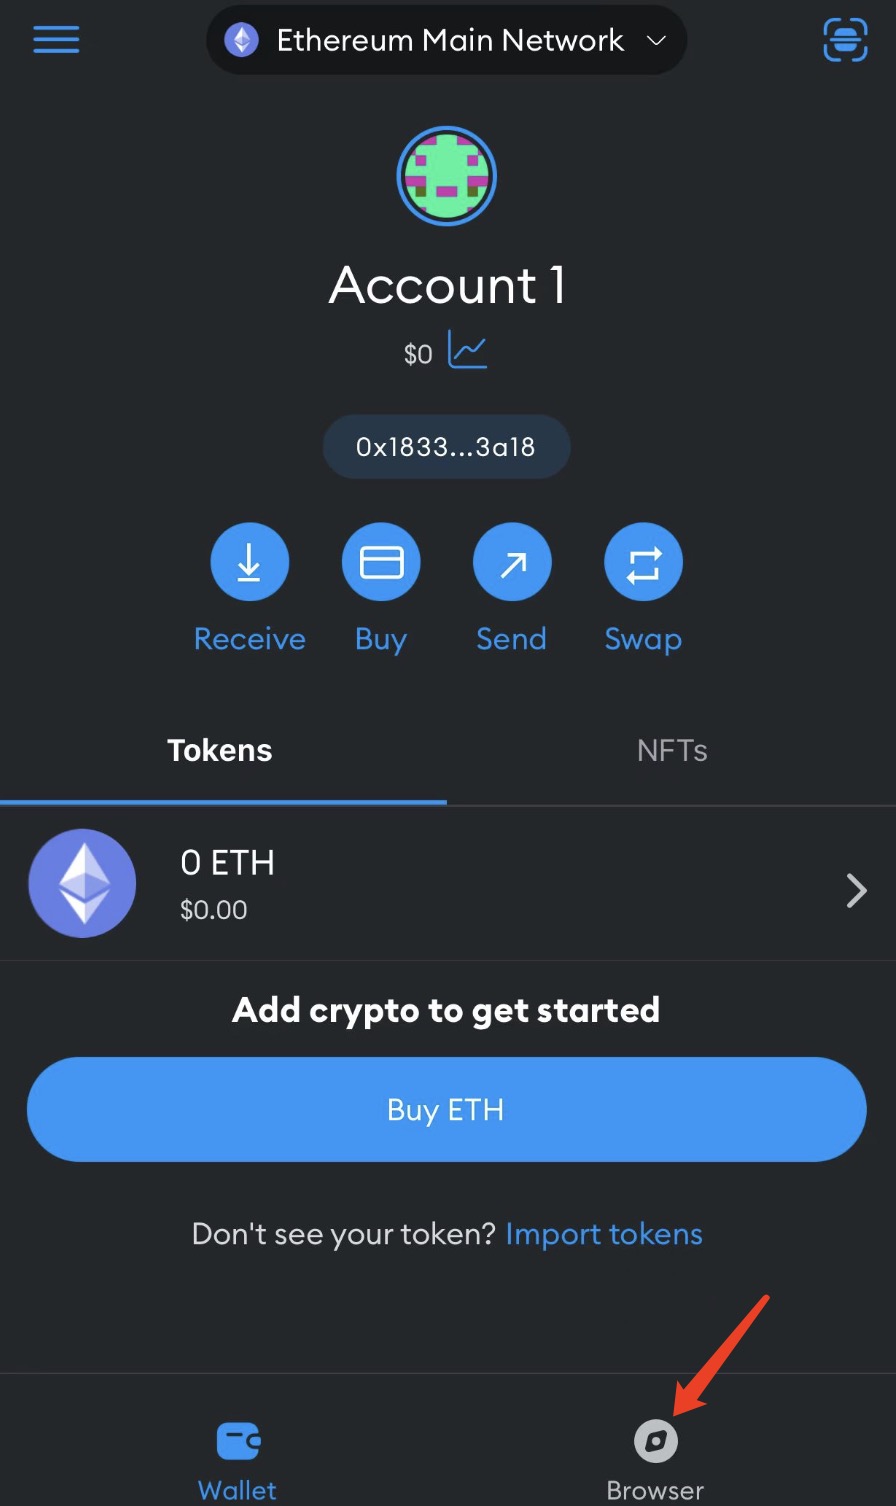 Ethereum Main Network
Account 1
$0
0x1833...3a18
Receive Buy Send Swap
Tokens NFTs
0 ETH
$0.00
Add crypto to get started
Buy ETH
Don't see your token? Import tokens
Wallet Browser